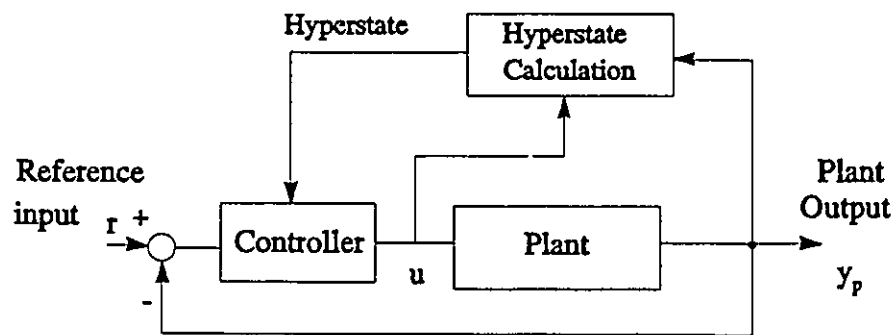 Hyperstate
Hyperstate
Calculation
Reference
input
r +
-
Controller
u
Plant
Plant
Output
y_p